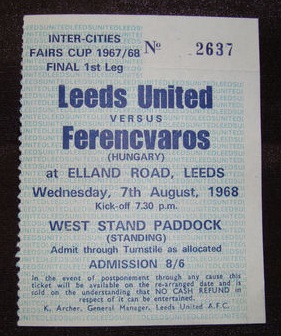 INTER-CITIES
FAIRS CUP 1967/68
FINAL 1st Leg
No 2637
Leeds United
VERSUS
Ferencvaros
(HUNGARY)
at ELLAND ROAD, LEEDS
Wednesday, 7th August, 1968
Kick-off 7.30 p.m.
WEST STAND PADDOCK
(STANDING)
Admit through Turnstile as allocated
ADMISSION 8/6
In the event of postponement through any cause this
ticket will be available on the re-arranged date and is
sold on the understanding that NO CASH REFUND in
respect of it can be entertained.
K. Archer, General Manager, Leeds United A.F.C.